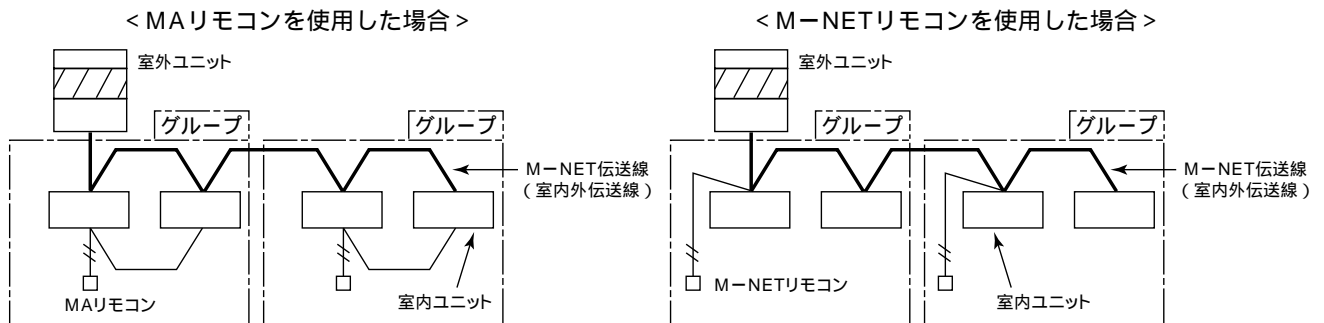 <MAリモコンを使用した場合>
室外ユニット
グループ
グループ
M－NET伝送線
(室内外伝送線)
MAリモコン
室内ユニット
<M－NETリモコンを使用した場合>
室外ユニット
グループ
グループ
M－NET伝送線
(室内外伝送線)
M－NETリモコン
室内ユニット